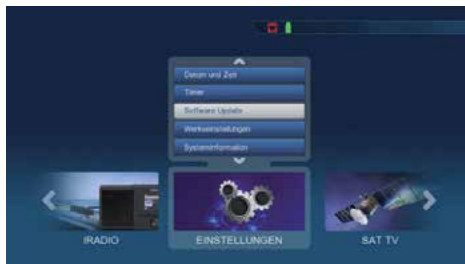 Datum und Zeit
Timer
Software Update
Werkseinstellungen
Systeminformation
IRADIO
EINSTELLUNGEN
SAT TV